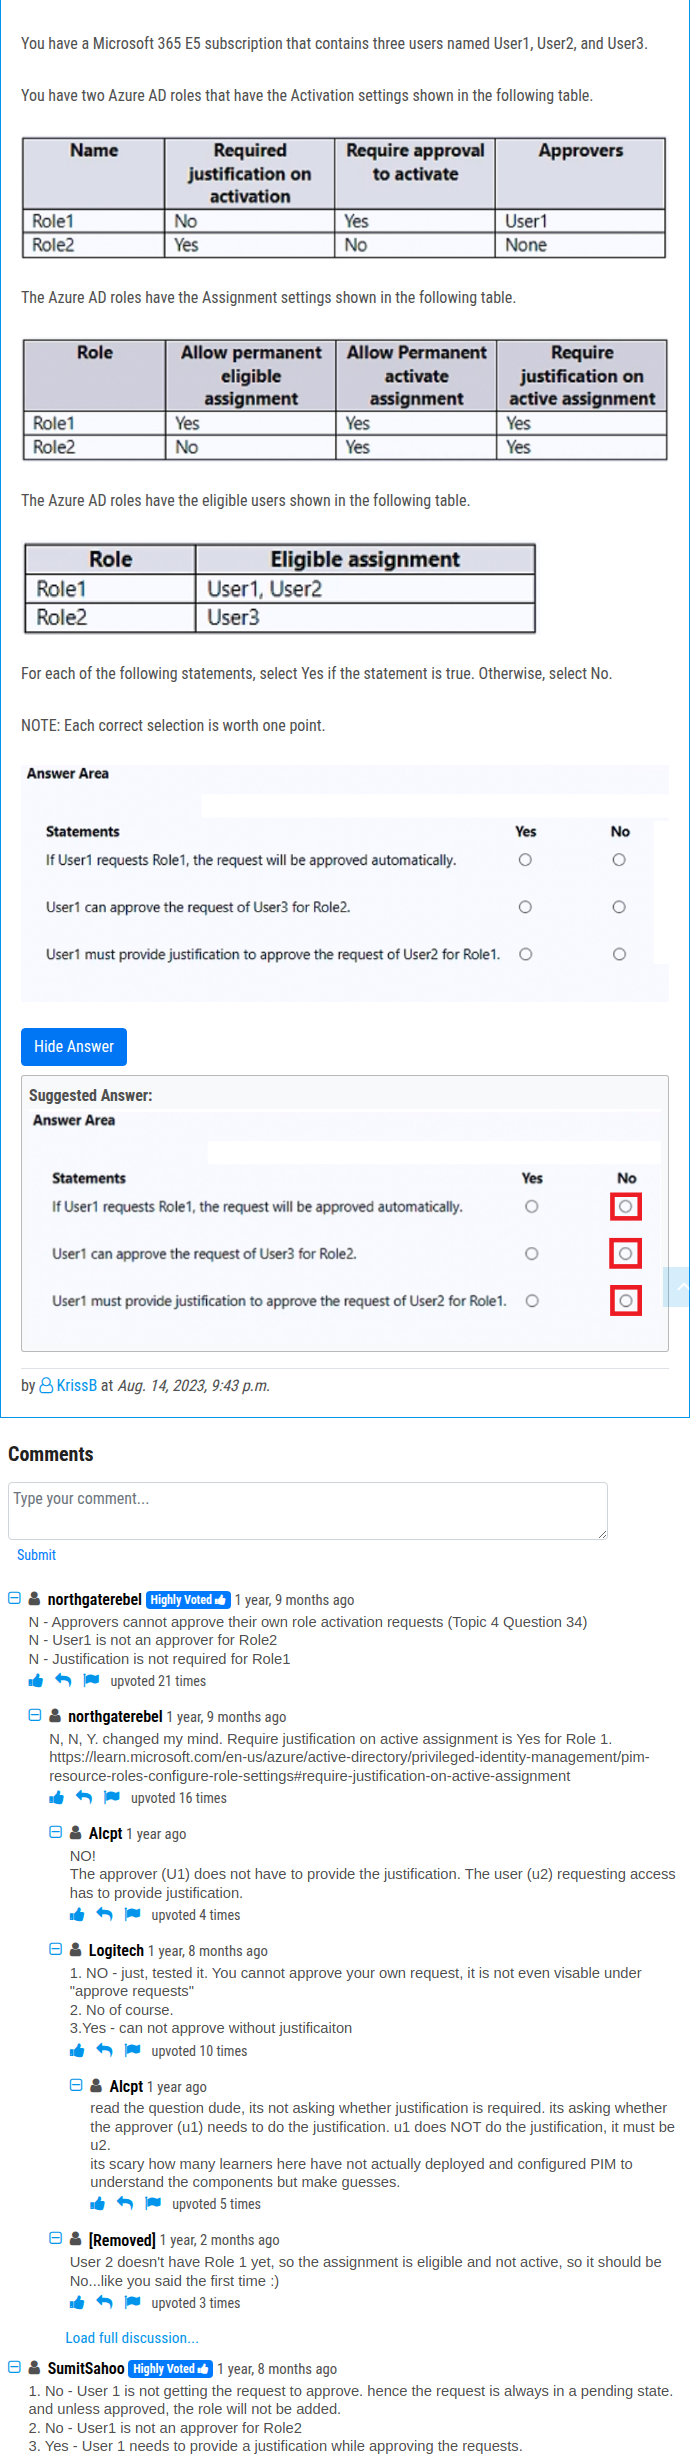 You have a Microsoft 365 E5 subscription that contains three users named User1, User2, and User3.
You have two Azure AD roles that have the Activation settings shown in the following table.
Name Required justification on activation Require approval to activate Approvers
Role1 No Yes User1
Role2 Yes No None
The Azure AD roles have the Assignment settings shown in the following table.
Role Allow permanent eligible assignment Allow Permanent activate assignment Require justification on active assignment
Role1 Yes Yes Yes
Role2 No Yes Yes
The Azure AD roles have the eligible users shown in the following table.
Role Eligible assignment
Role1 User1, User2
Role2 User3
For each of the following statements, select Yes if the statement is true. Otherwise, select No.
NOTE: Each correct selection is worth one point.
Answer Area
Statements Yes No
If User1 requests Role1, the request will be approved automatically.
User1 can approve the request of User3 for Role2.
User1 must provide justification to approve the request of User2 for Role1.
Hide Answer
Suggested Answer:
Answer Area
Statements Yes No
If User1 requests Role1, the request will be approved automatically.
User1 can approve the request of User3 for Role2.
User1 must provide justification to approve the request of User2 for Role1.
by KrissB at Aug. 14, 2023, 9:43 p.m.
Comments
Type your comment...
Submit
northgaterebel Highly Voted 1 year, 9 months ago
N - Approvers cannot approve their own role activation requests (Topic 4 Question 34)
N - User1 is not an approver for Role2
N - Justification is not required for Role1
upvoted 21 times
northgaterebel 1 year, 9 months ago
N, N, Y. changed my mind. Require justification on active assignment is Yes for Role 1.
https://learn.microsoft.com/en-us/azure/active-directory/privileged-identity-management/pim-
resource-roles-configure-role-settings#require-justification-on-active-assignment
upvoted 16 times
Alcpt 1 year ago
NO!
The approver (U1) does not have to provide the justification. The user (u2) requesting access
has to provide justification.
upvoted 4 times
Logitech 1 year, 8 months ago
1. NO - just, tested it. You cannot approve your own request, it is not even visable under
"approve requests"
2. No of course.
3.Yes - can not approve without justificaiton
upvoted 10 times
Alcpt 1 year ago
read the question dude, its not asking whether justification is required. its asking whether
the approver (u1) needs to do the justification. u1 does NOT do the justification, it must be
u2.
its scary how many learners here have not actually deployed and configured PIM to
understand the components but make guesses.
upvoted 5 times
[Removed] 1 year, 2 months ago
User 2 doesn't have Role 1 yet, so the assignment is eligible and not active, so it should be
No...like you said the first time :)
upvoted 3 times
Load full discussion...
SumitSahoo Highly Voted 1 year, 8 months ago
1. No - User 1 is not getting the request to approve. hence the request is always in a pending state.
and unless approved, the role will not be added.
2. No - User1 is not an approver for Role2
3. Yes - User 1 needs to provide a justification while approving the requests.